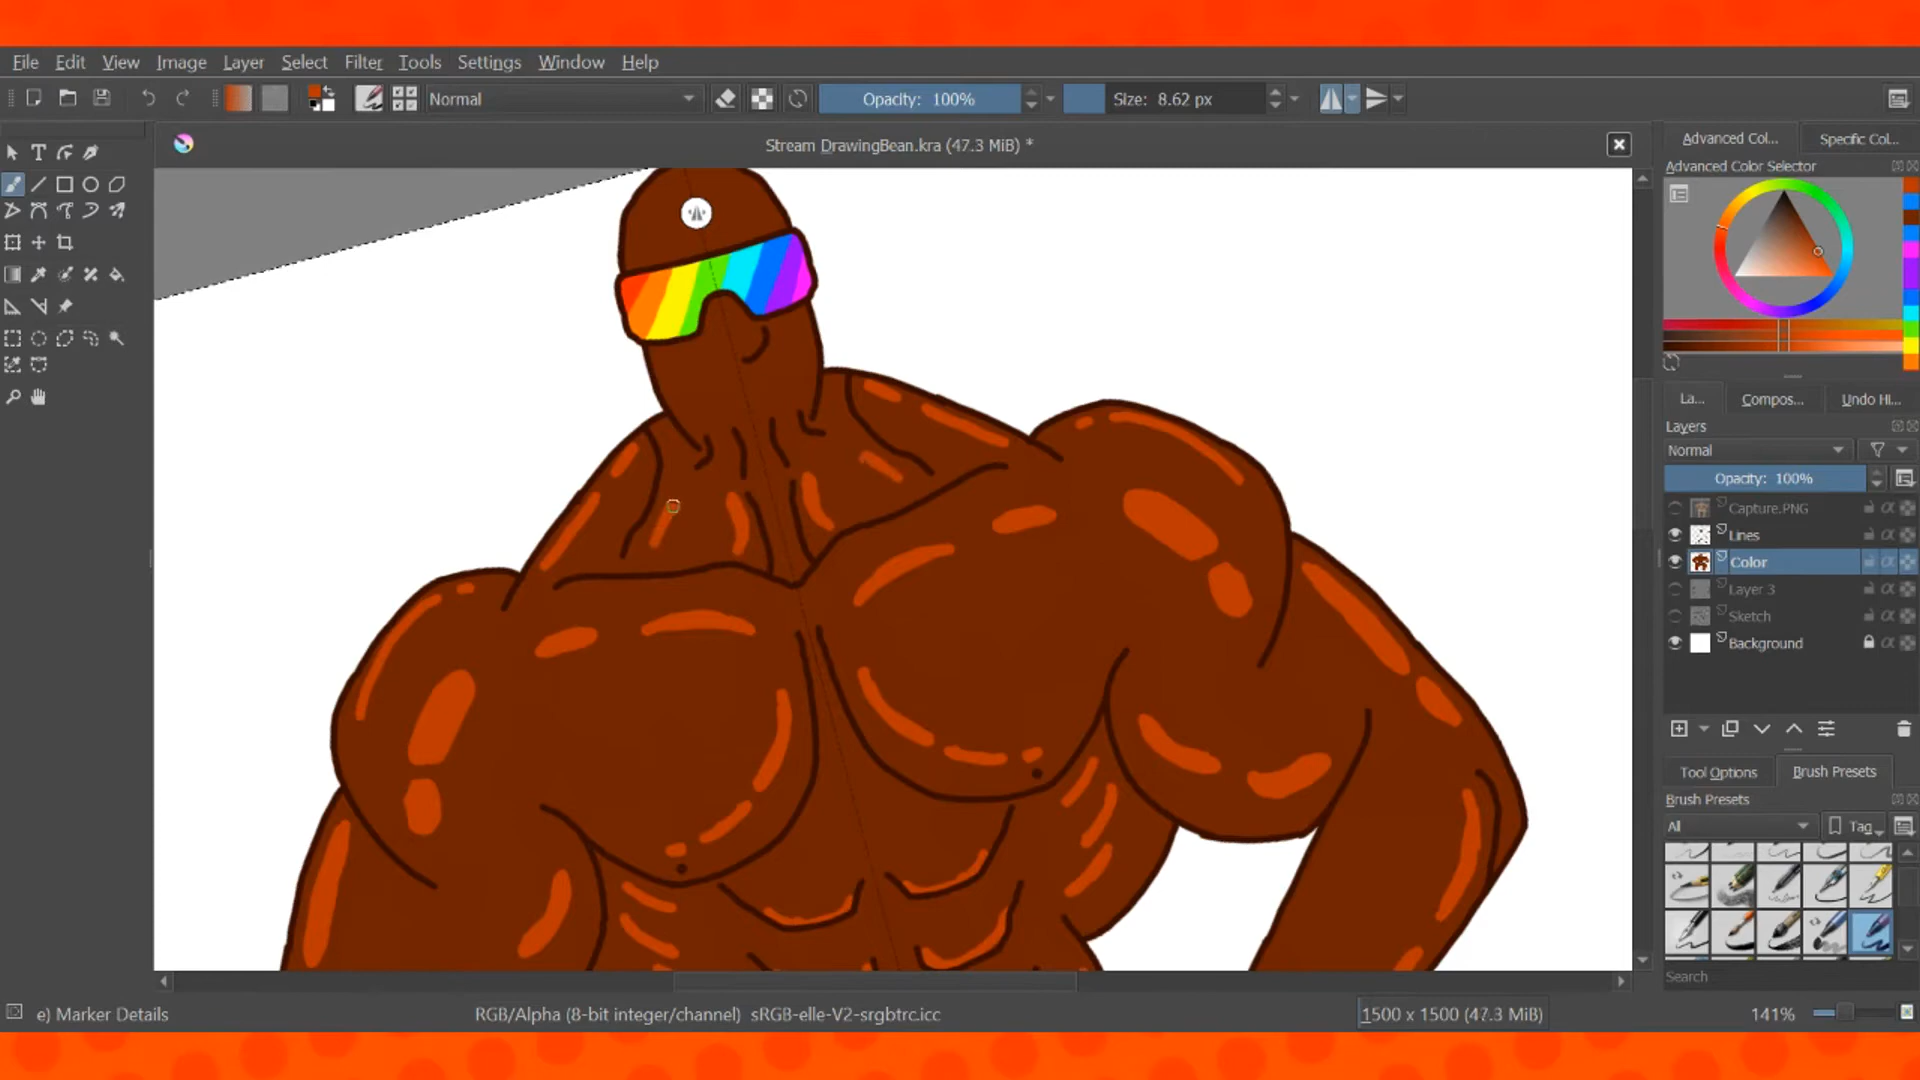 File Edit View Image Layer Select Filter Tools Settings Window Help
Normal Opacity: 100% Size: 8.62 px
Stream DrawingBean.kra (47.3 MiB) *
Advanced Col... Specific Col...
Advanced Color Selector
La... Compos... Undo Hi...
Layers
Normal
Opacity: 100%
Capture.PNG
Lines
Color
Layer 3
Sketch
Background
Tool Options Brush Presets
Brush Presets
All Tag
Search
e) Marker Details RGB/Alpha (8-bit integer/channel) sRGB-elle-V2-srgbtrc.icc 1500 x 1500 (47.3 MiB) 141%